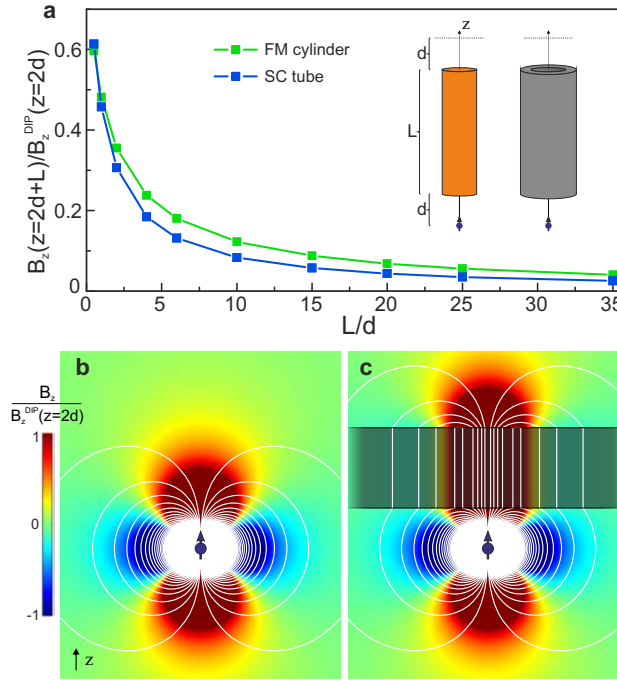 a
B_z(z=2d+L)/B_z^DIP(z=2d)
0.6
0.4
0.2
0
FM cylinder
SC tube
z
d
L
d
0 5 10 15 20 25 30 35
L/d
b
c
B_z
B_z^DIP(z=2d)
1
0
-1
z